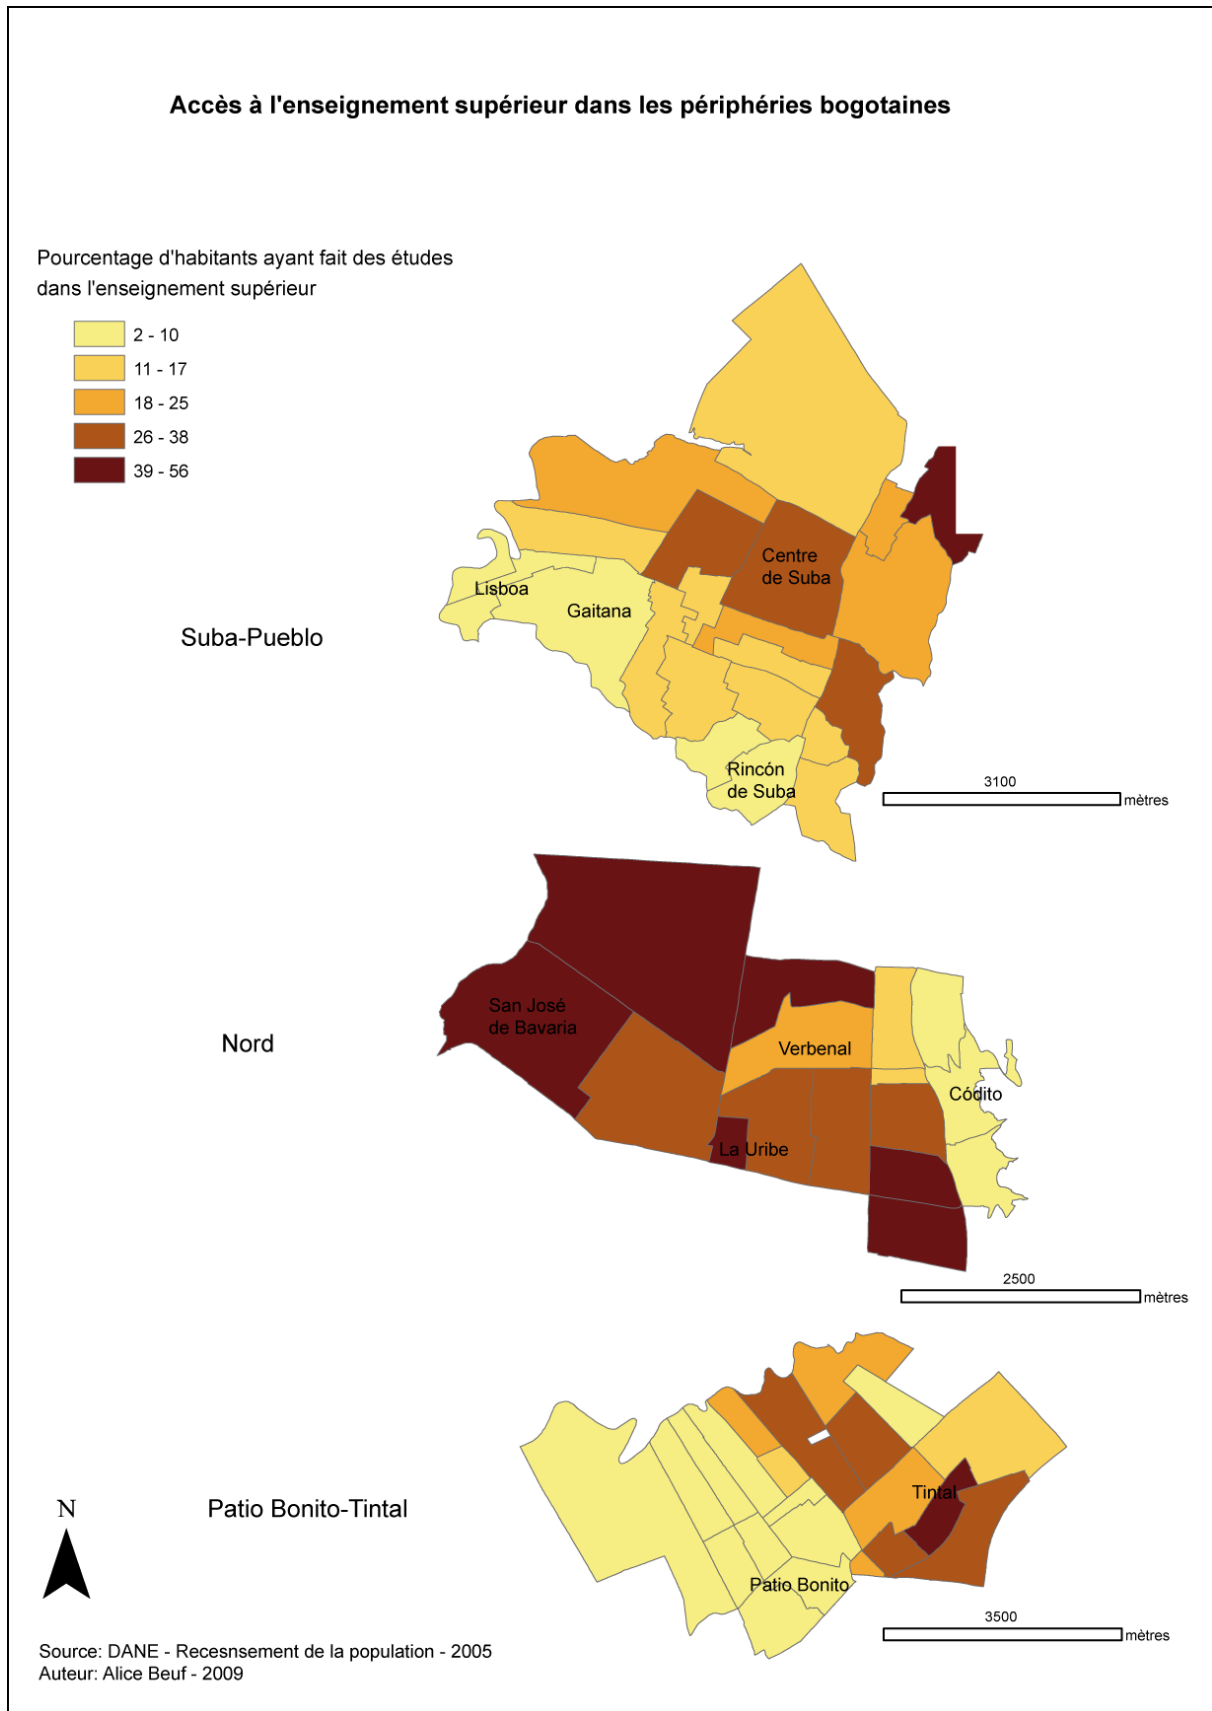 Accès à l'enseignement supérieur dans les périphéries bogotaines
Pourcentage d'habitants ayant fait des études
dans l'enseignement supérieur
2 - 10
11 - 17
18 - 25
26 - 38
39 - 56
Centre
de Suba
Lisboa
Gaitana
Suba-Pueblo
Rincón
de Suba
3100
mètres
San José
de Bavaria
Nord
Verbenal
Códito
La Uribe
2500
mètres
Tintal
N
Patio Bonito-Tintal
Patio Bonito
3500
mètres
Source: DANE - Recesnsement de la population - 2005
Auteur: Alice Beuf - 2009